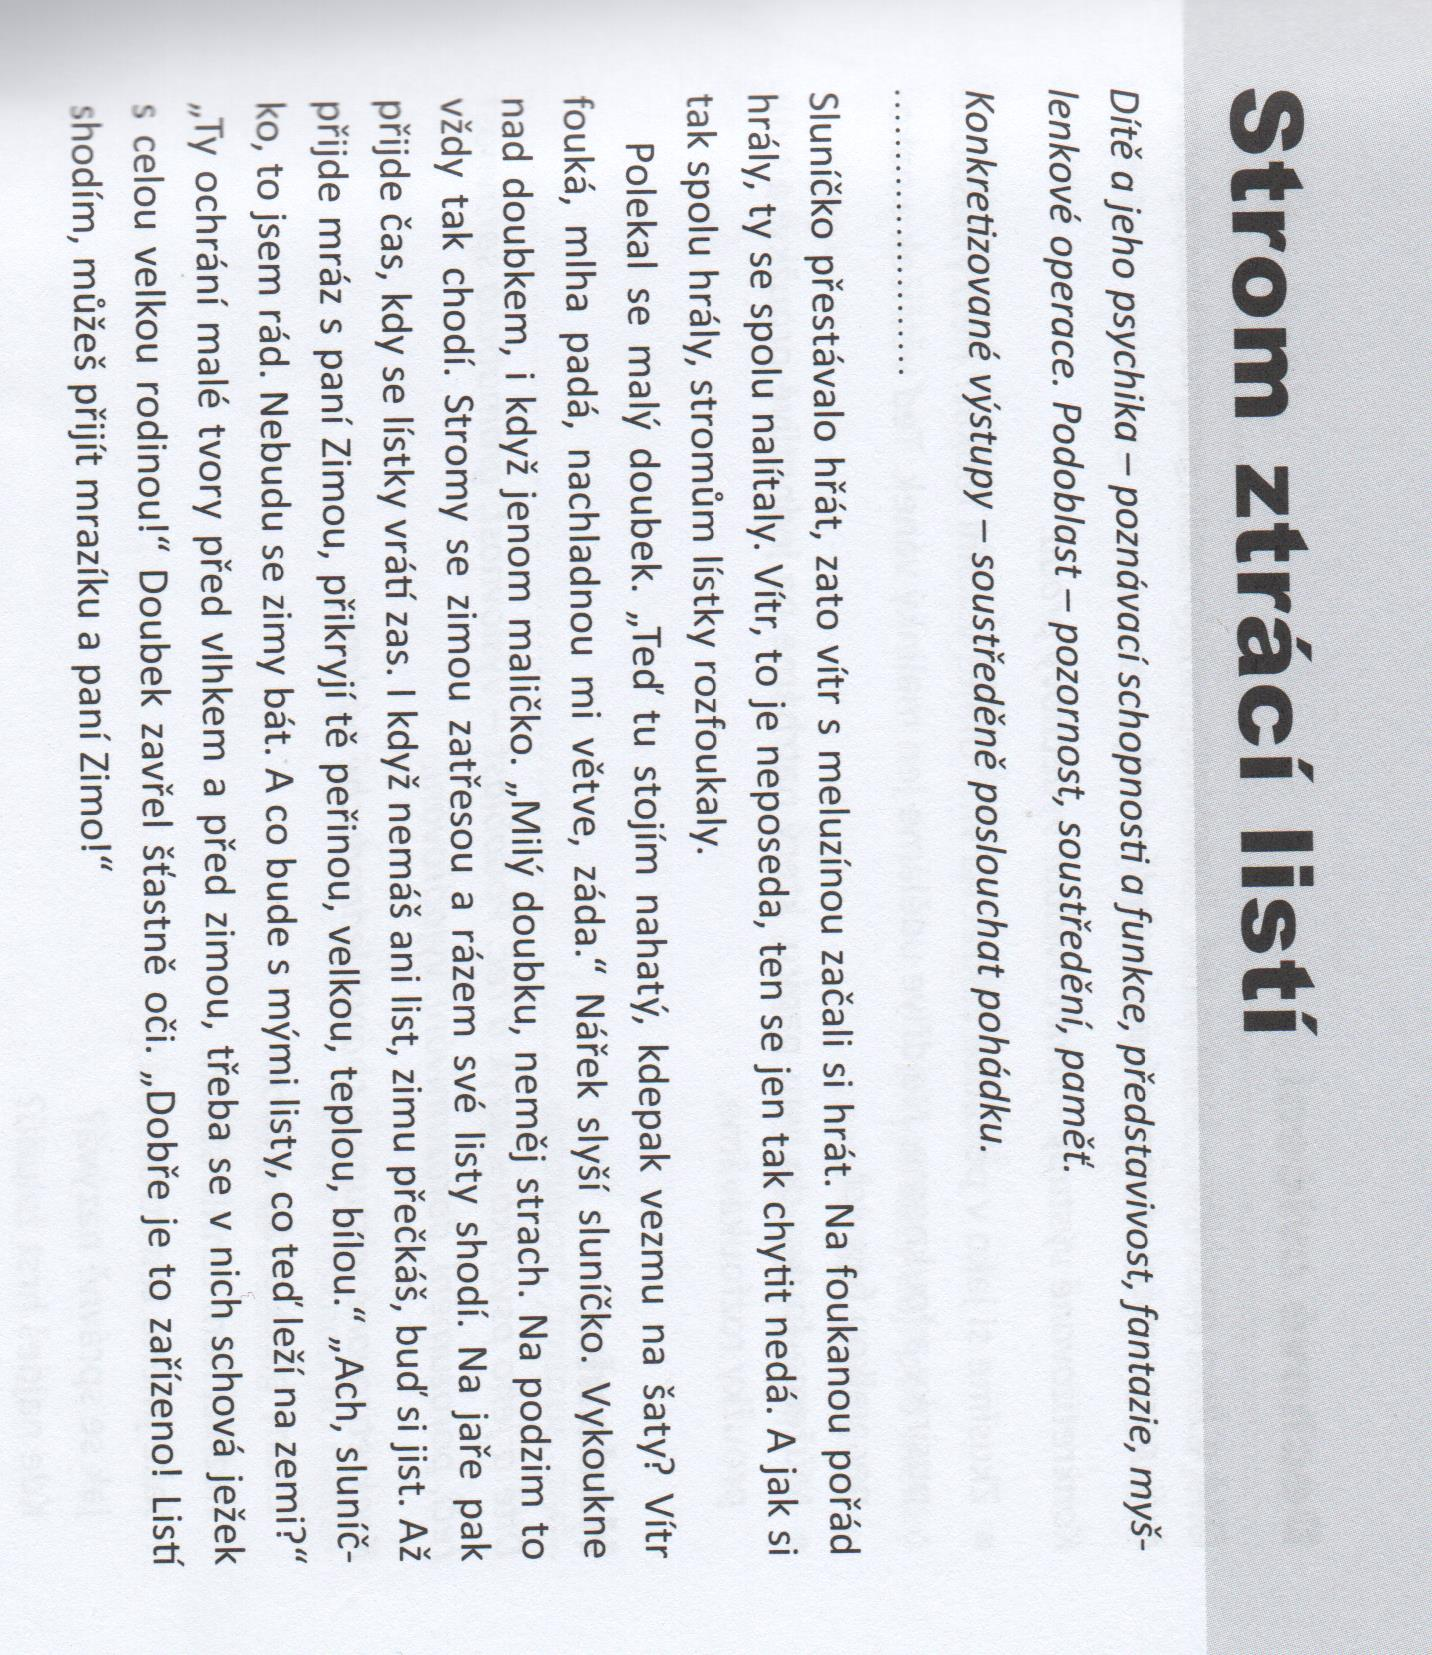 Strom ztrácí listí
Dítě a jeho psychika – poznávací schopnosti a funkce, představivost, fantazie, myš-
lenkové operace. Podoblast – pozornost, soustředění, paměť.
Konkretizované výstupy – soustředěně poslouchat pohádku.
........................
Sluníčko přestávalo hřát, zato vítr s meluzínou začali si hrát. Na foukanou pořád
hrály, ty se spolu nalítaly. Vítr, to je neposeda, ten se jen tak chytit nedá. A jak si
tak spolu hrály, stromům lístky rozfoukaly.
Polekal se malý doubek. „Teď tu stojím nahatý, kdepak vezmu na šaty? Vítr
fouká, mlha padá, nachladnou mi větve, záda.“ Nářek slyší sluníčko. Vykoukne
nad doubkem, i když jenom maličko. „Milý doubku, neměj strach. Na podzim to
vždy tak chodí. Stromy se zimou zatřesou a rázem své listy shodí. Na jaře pak
přijde čas, kdy se lístky vrátí zas. I když nemáš ani list, zimu přečkáš, buď si jist. Až
přijde mráz s paní Zimou, přikryjí tě peřinou, velkou, teplou, bílou.“ „Ach, sluníč-
ko, to jsem rád. Nebudu se zimy bát. A co bude s mými listy, co teď leží na zemi?“
„Ty ochrání malé tvory před vlhkem a před zimou, třeba se v nich schová ježek
s celou velkou rodinou!“ Doubek zavřel šťastně oči. „Dobře je to zařízeno! Listí
shodím, můžeš přijít mrazíku a paní Zimo!“